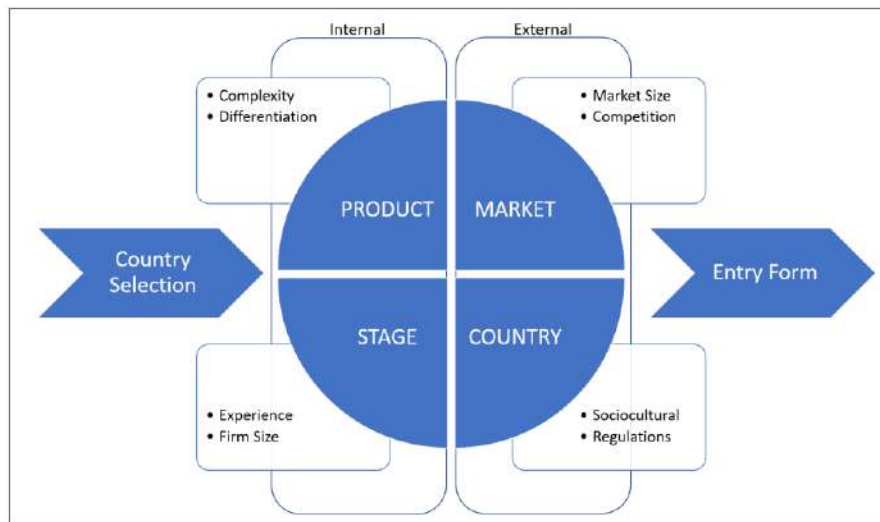 Internal
External
• Complexity
• Differentiation
• Market Size
• Competition
PRODUCT
MARKET
Country
Selection
Entry Form
STAGE
COUNTRY
• Experience
• Firm Size
• Sociocultural
• Regulations